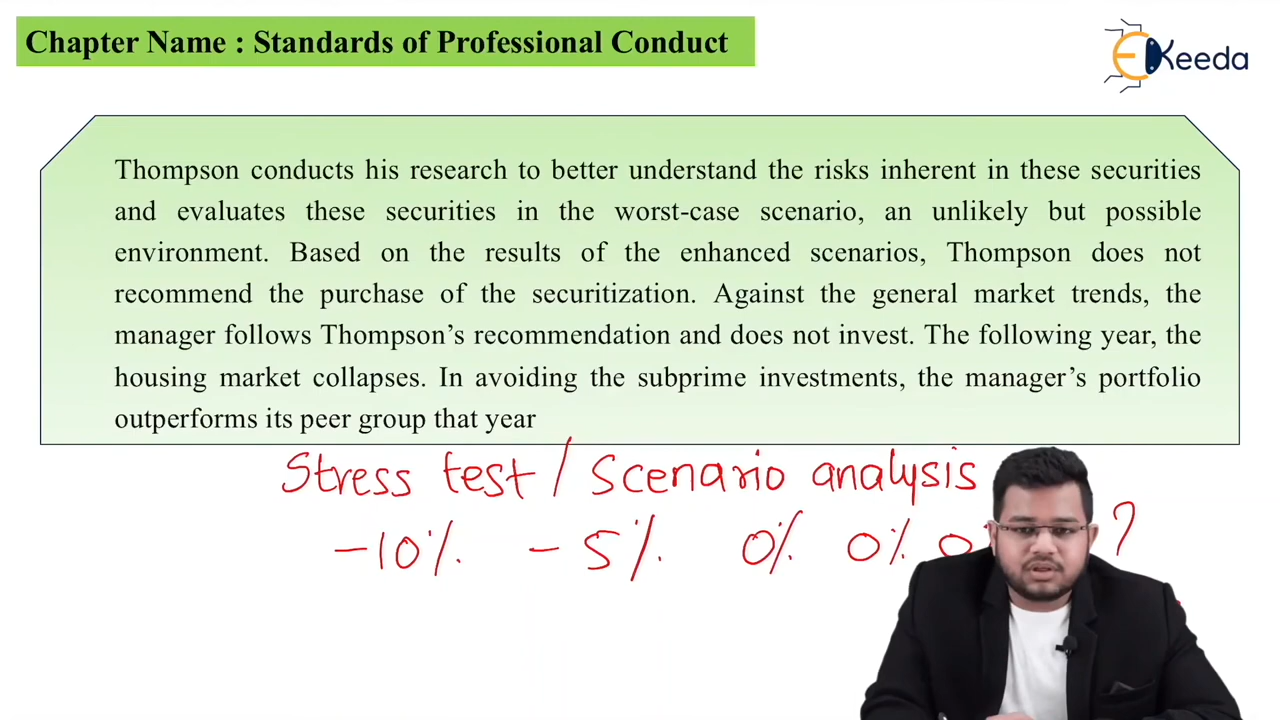 Chapter Name : Standards of Professional Conduct
EKeeda
Thompson conducts his research to better understand the risks inherent in these securities
and evaluates these securities in the worst-case scenario, an unlikely but possible
environment. Based on the results of the enhanced scenarios, Thompson does not
recommend the purchase of the securitization. Against the general market trends, the
manager follows Thompson’s recommendation and does not invest. The following year, the
housing market collapses. In avoiding the subprime investments, the manager’s portfolio
outperforms its peer group that year
Stress test / Scenario analysis
-10% -5% 0% 0% 0 ?